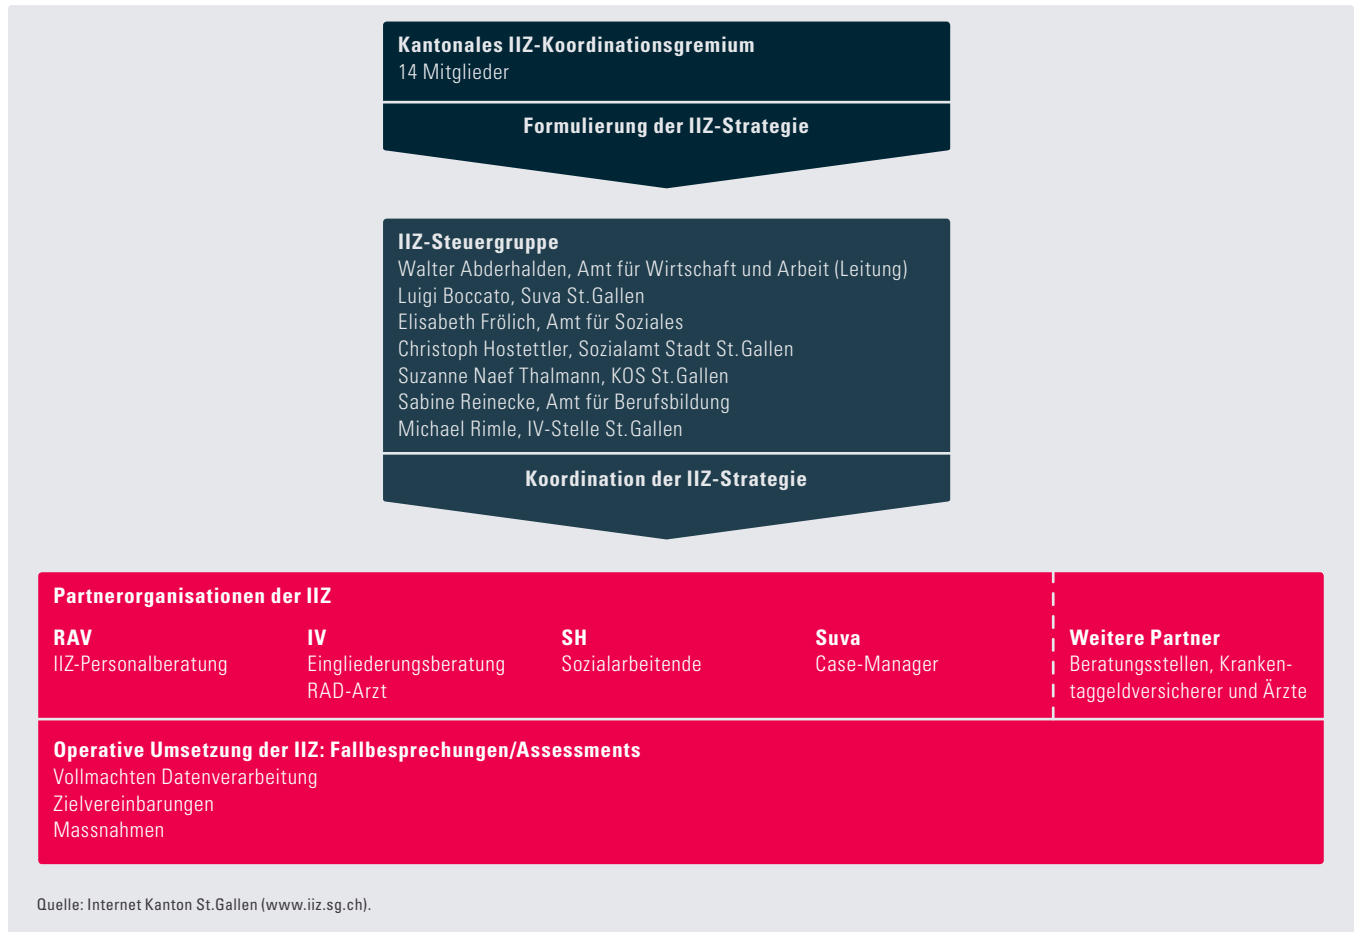 Kantonales IIZ-Koordinationsgremium
14 Mitglieder
Formulierung der IIZ-Strategie
IIZ-Steuergruppe
Walter Abderhalden, Amt für Wirtschaft und Arbeit (Leitung)
Luigi Boccato, Suva St.Gallen
Elisabeth Frölich, Amt für Soziales
Christoph Hostettler, Sozialamt Stadt St.Gallen
Suzanne Naef Thalmann, KOS St.Gallen
Sabine Reinecke, Amt für Berufsbildung
Michael Rimle, IV-Stelle St.Gallen
Koordination der IIZ-Strategie
Partnerorganisationen der IIZ
RAV
IIZ-Personalberatung
IV
Eingliederungsberatung
RAD-Arzt
SH
Sozialarbeitende
Suva
Case-Manager
Weitere Partner
Beratungsstellen, Kranken-
taggeldversicherer und Ärzte
Operative Umsetzung der IIZ: Fallbesprechungen/Assessments
Vollmachten Datenverarbeitung
Zielvereinbarungen
Massnahmen
Quelle: Internet Kanton St.Gallen (www.iiz.sg.ch).